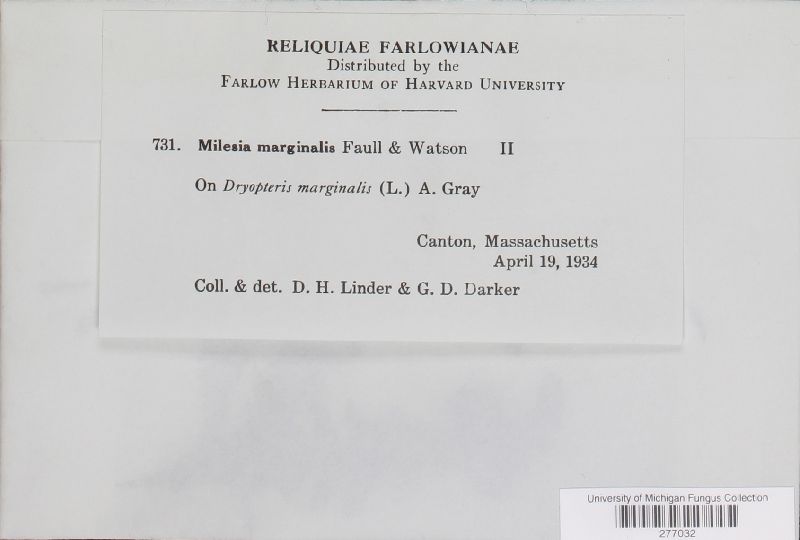 RELIQUIAE FARLOWIANAE
Distributed by the
FARLOW HERBARIUM OF HARVARD UNIVERSITY
731. Milesia marginalis Faull & Watson II
On Dryopteris marginalis (L.) A. Gray
Canton, Massachusetts
April 19, 1934
Coll. & det. D. H. Linder & G. D. Darker
University of Michigan Fungus Collection
277032